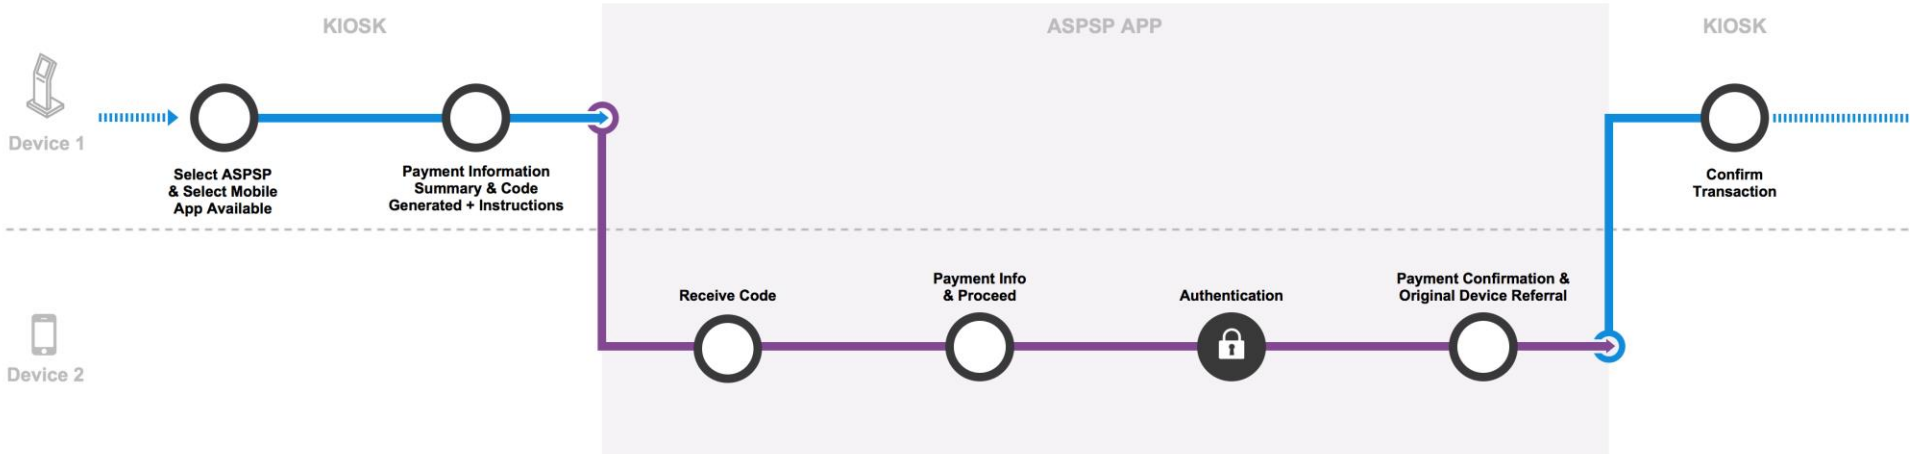 KIOSK
ASPSP APP
KIOSK
Device 1
Select ASPSP
& Select Mobile
App Available
Payment Information
Summary & Code
Generated + Instructions
Confirm
Transaction
Device 2
Receive Code
Payment Info
& Proceed
Authentication
Payment Confirmation &
Original Device Referral